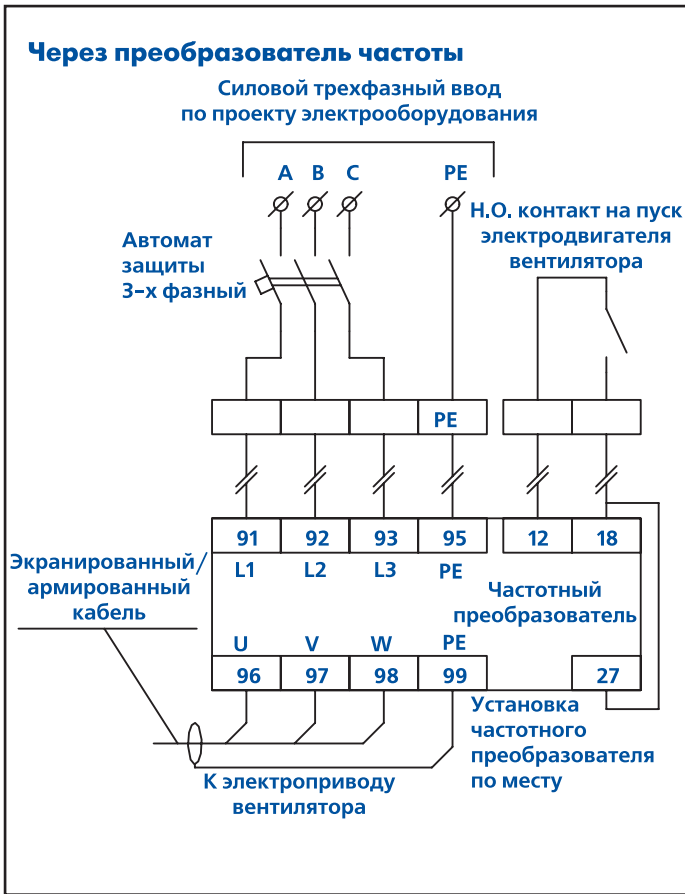 Через преобразователь частоты
Силовой трехфазный ввод
по проекту электрооборудования
A B C PE
Н.О. контакт на пуск
электродвигателя
вентилятора
Автомат
защиты
3-х фазный
PE
91 92 93 95 12 18
L1 L2 L3 PE
Экранированный/
армированный
кабель
Частотный
преобразователь
U V W PE
96 97 98 99 27
Установка
частотного
преобразователя
по месту
К электроприводу
вентилятора